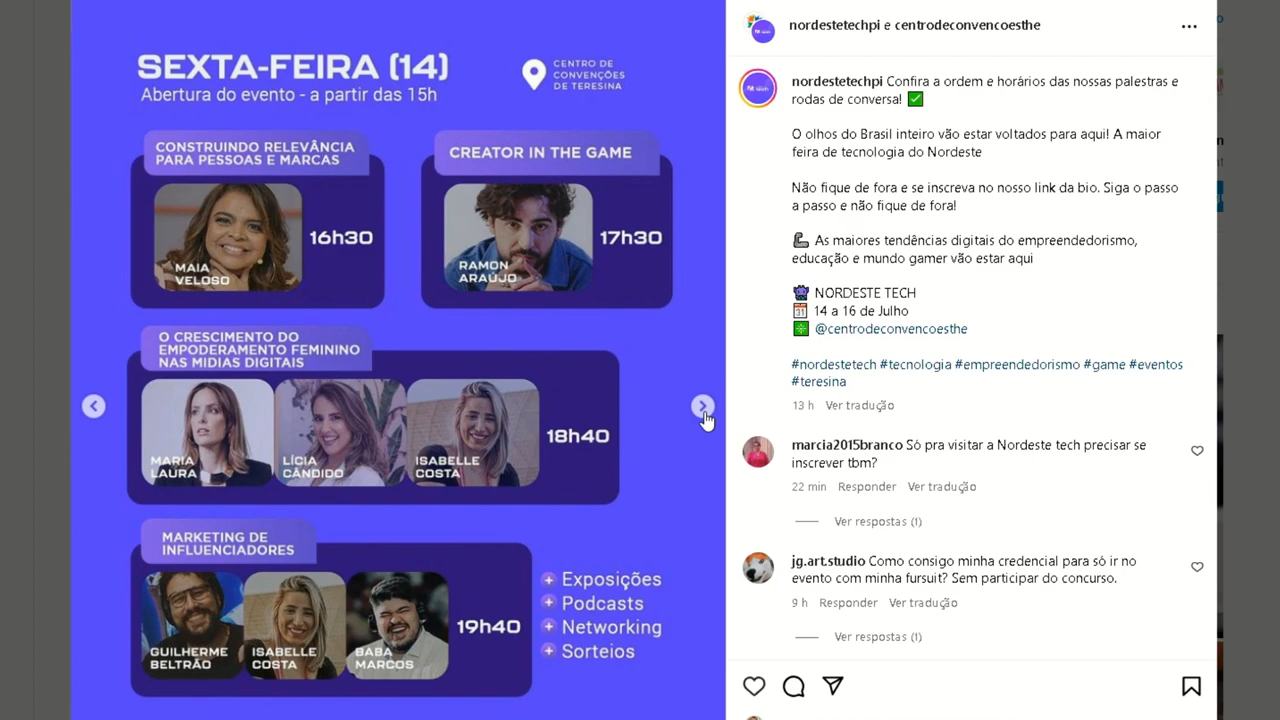 SEXTA-FEIRA (14)
Abertura do evento - a partir das 15h
CENTRO DE
CONVENÇÕES
DE TERESINA
CONSTRUINDO RELEVÂNCIA
PARA PESSOAS E MARCAS
MAIA
VELOSO
16h30
CREATOR IN THE GAME
RAMON
ARAÚJO
17h30
O CRESCIMENTO DO
EMPODERAMENTO FEMININO
NAS MIDIAS DIGITAIS
MARIA
LAURA
LÍCIA
CÂNDIDO
ISABELLE
COSTA
18h40
MARKETING DE
INFLUENCIADORES
GUILHERME
BELTRÃO
ISABELLE
COSTA
BABA
MARCOS
19h40
+ Exposições
+ Podcasts
+ Networking
+ Sorteios
nordestetechpi e centrodeconvencoesthe
nordestetechpi Confira a ordem e horários das nossas palestras e
rodas de conversa! ✅
O olhos do Brasil inteiro vão estar voltados para aqui! A maior
feira de tecnologia do Nordeste
Não fique de fora e se inscreva no nosso link da bio. Siga o passo
a passo e não fique de fora!
💪 As maiores tendências digitais do empreendedorismo,
educação e mundo gamer vão estar aqui
👾 NORDESTE TECH
📅 14 a 16 de Julho
❇️ @centrodeconvencoesthe
#nordestetech #tecnologia #empreendedorismo #game #eventos
#teresina
13 h Ver tradução
marcia2015branco Só pra visitar a Nordeste tech precisar se
inscrever tbm?
22 min Responder Ver tradução
Ver respostas (1)
jg.art.studio Como consigo minha credencial para só ir no
evento com minha fursuit? Sem participar do concurso.
9 h Responder Ver tradução
Ver respostas (1)